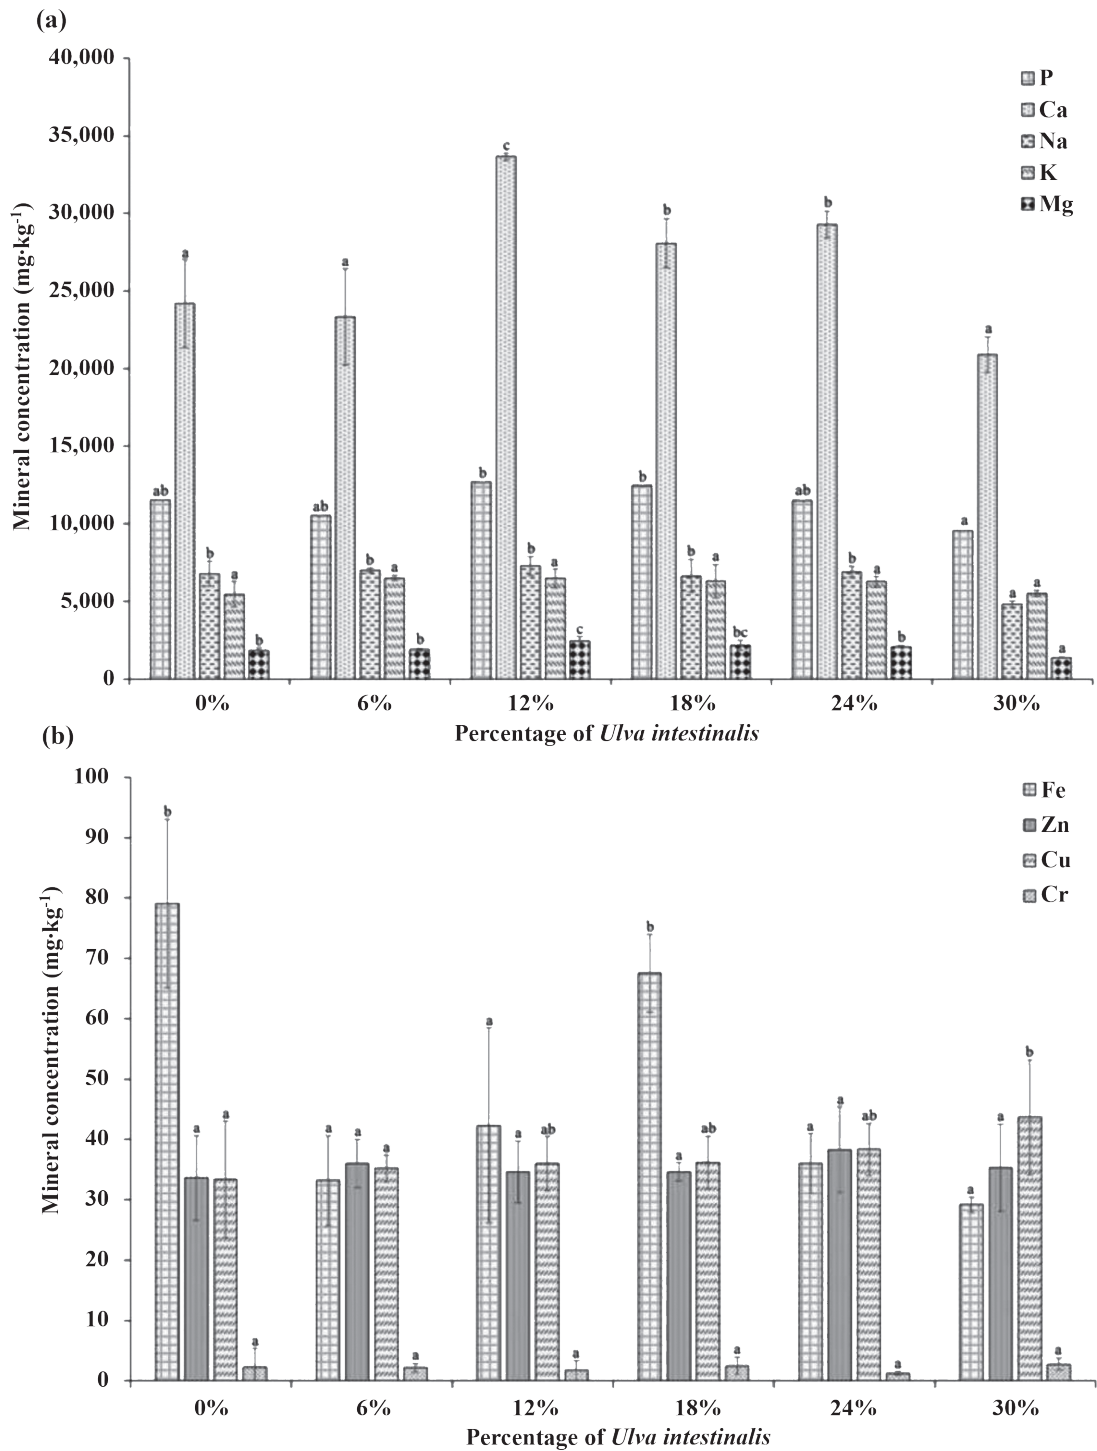 (a)
40,000
35,000
30,000
25,000
20,000
15,000
10,000
5,000
0
Mineral concentration (mg·kg-1)
P
Ca
Na
K
Mg
ab a b a b
ab a b a b
b c b a c
b b b a bc
ab b b a b
a a a a a
0% 6% 12% 18% 24% 30%
Percentage of Ulva intestinalis
(b)
100
90
80
70
60
50
40
30
20
10
0
Mineral concentration (mg·kg-1)
Fe
Zn
Cu
Cr
b a a a
a a a a
a a ab a
b a ab a
a a ab a
a a b a
0% 6% 12% 18% 24% 30%
Percentage of Ulva intestinalis